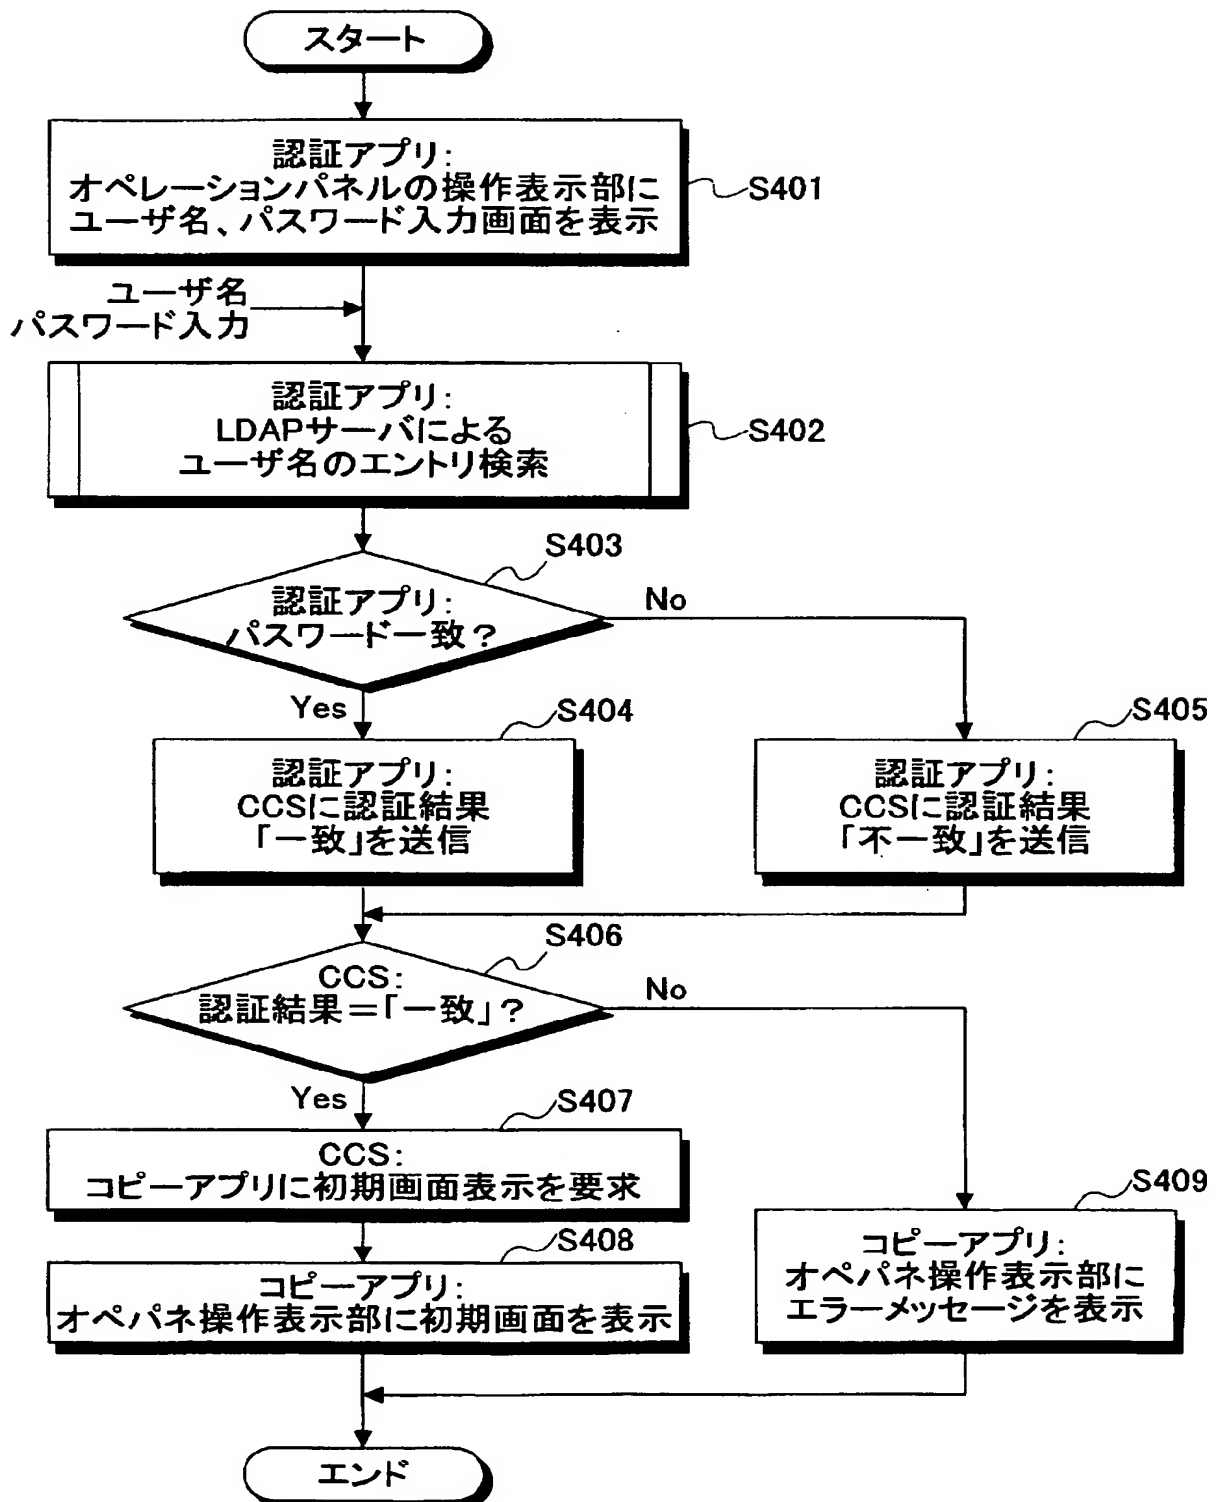 スタート
認証アプリ:
オペレーションパネルの操作表示部に
ユーザ名、パスワード入力画面を表示
S401
ユーザ名
パスワード入力
認証アプリ:
LDAPサーバによる
ユーザ名のエントリ検索
S402
S403
認証アプリ:
パスワード一致?
No
Yes
S404
認証アプリ:
CCSに認証結果
「一致」を送信
S405
認証アプリ:
CCSに認証結果
「不一致」を送信
S406
CCS:
認証結果=「一致」?
No
Yes
S407
CCS:
コピーアプリに初期画面表示を要求
S408
コピーアプリ:
オペパネ操作表示部に初期画面を表示
S409
コピーアプリ:
オペパネ操作表示部に
エラーメッセージを表示
エンド